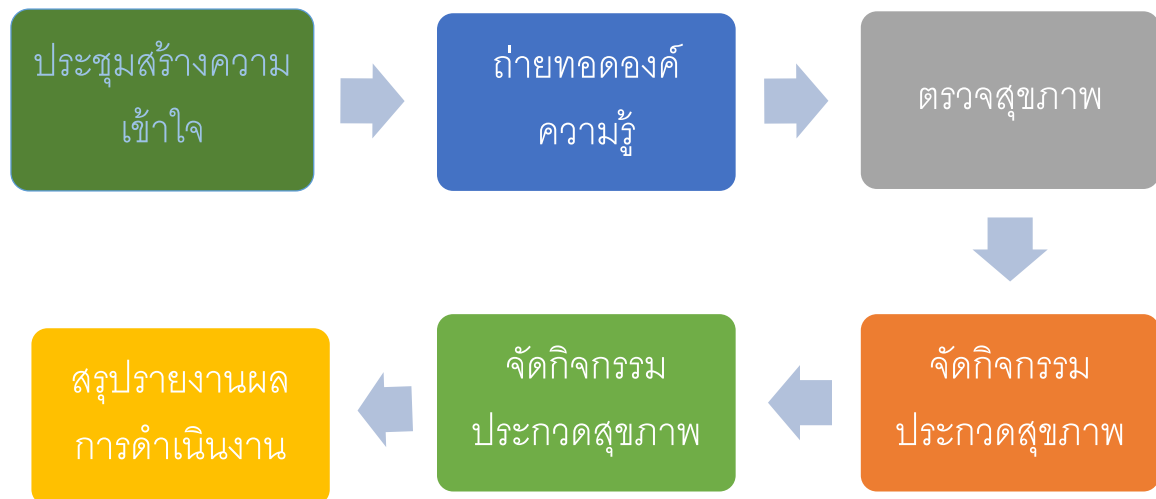 ประชุมสร้างความ
เข้าใจ
ถ่ายทอดองค์
ความรู้
ตรวจสุขภาพ
จัดกิจกรรม
ประกวดสุขภาพ
จัดกิจกรรม
ประกวดสุขภาพ
สรุปรายงานผล
การดำเนินงาน